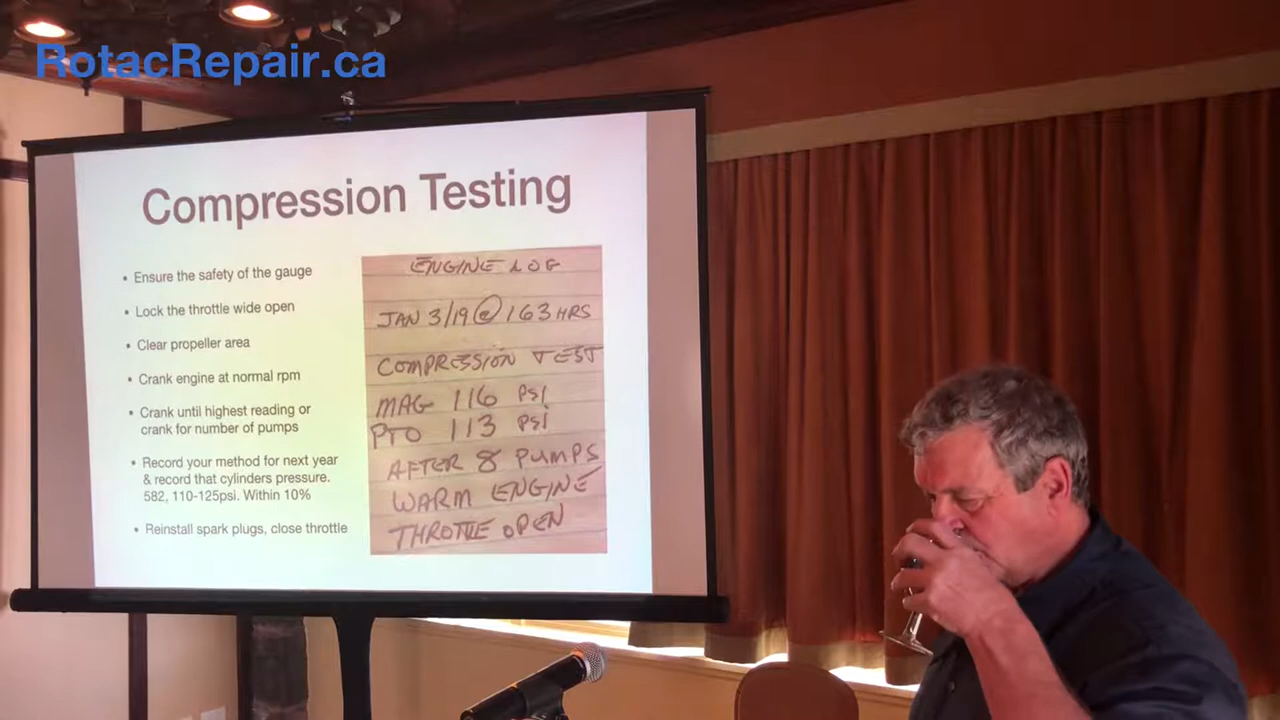 RotacRepair.ca
Compression Testing
• Ensure the safety of the gauge
• Lock the throttle wide open
• Clear propeller area
• Crank engine at normal rpm
• Crank until highest reading or
crank for number of pumps
• Record your method for next year
& record that cylinders pressure.
582, 110-125psi. Within 10%
• Reinstall spark plugs, close throttle
ENGINE LOG
JAN 3/19 @ 163 HRS
COMPRESSION TEST
MAG 116 PSI
PTO 113 PSI
AFTER 8 PUMPS
WARM ENGINE
THROTTLE OPEN